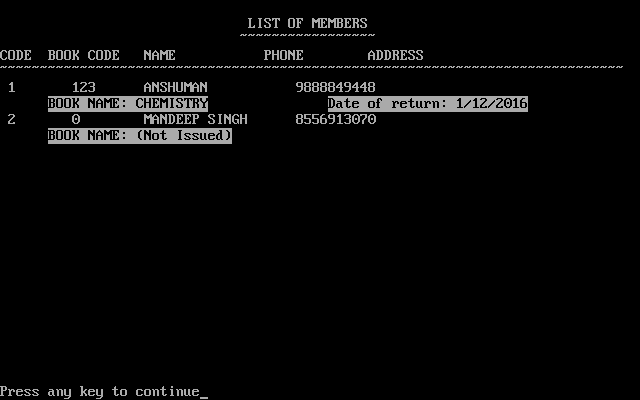 LIST OF MEMBERS
~~~~~~~~~~~~~~~~~
CODE BOOK CODE NAME PHONE ADDRESS
~~~~~~~~~~~~~~~~~~~~~~~~~~~~~~~~~~~~~~~~~~~~~~~~~~~~~~~~~~~~~~~~~~~~~~~~~~~~~~
1 123 ANSHUMAN 9888849448
BOOK NAME: CHEMISTRY Date of return: 1/12/2016
2 0 MANDEEP SINGH 8556913070
BOOK NAME: (Not Issued)
Press any key to continue_